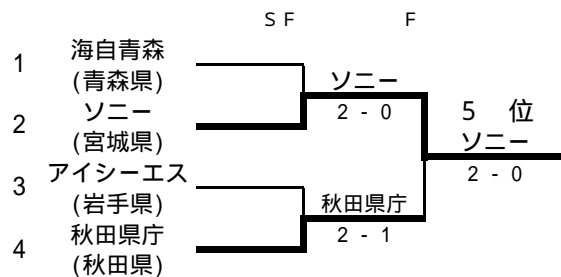 S F F
1 海自青森
(青森県)
2 ソニー
(宮城県)
3 アイシーエス
(岩手県)
4 秋田県庁
(秋田県)
ソニー
2 - 0
秋田県庁
2 - 1
5 位
ソニー
2 - 0